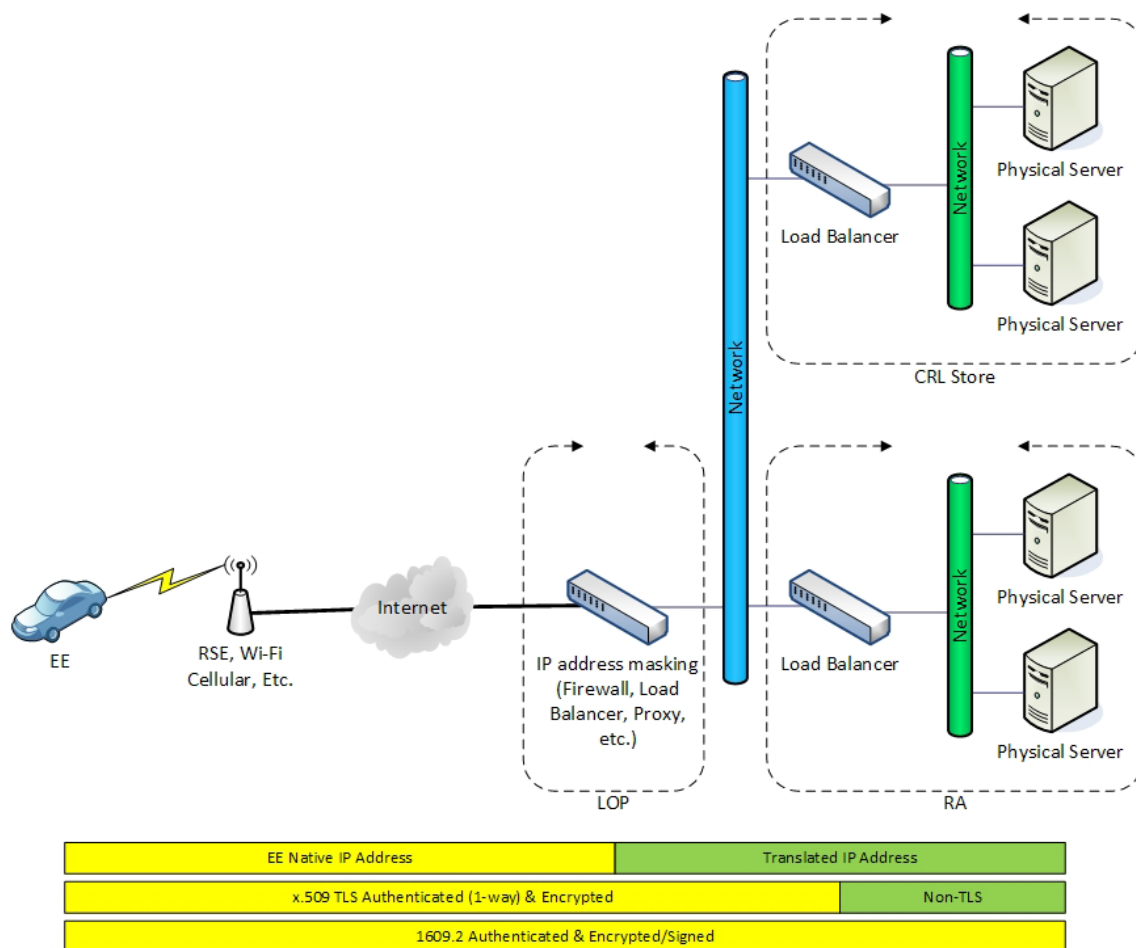 Network
Physical Server
Load Balancer
Physical Server
CRL Store
Network
EE
RSE, Wi-Fi
Cellular, Etc.
Internet
IP address masking
(Firewall, Load
Balancer, Proxy,
etc.)
LOP
Load Balancer
Network
Physical Server
Physical Server
RA
EE Native IP Address
Translated IP Address
x.509 TLS Authenticated (1-way) & Encrypted
Non-TLS
1609.2 Authenticated & Encrypted/Signed